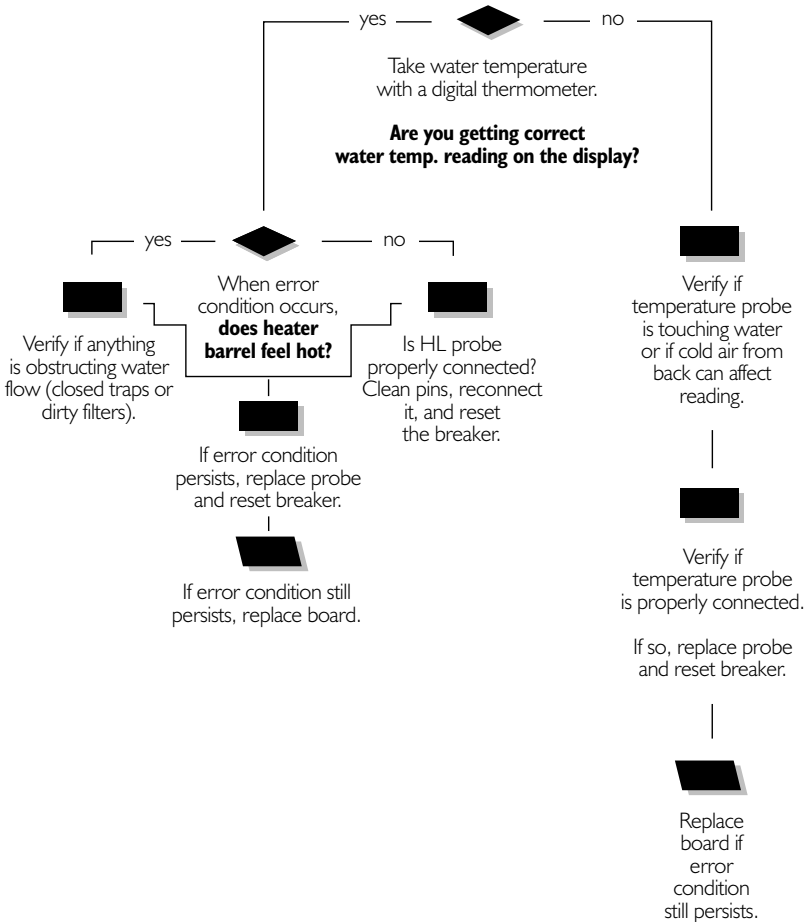 yes
no
Take water temperature
with a digital thermometer.
Are you getting correct
water temp. reading on the display?
yes
no
When error
condition occurs,
does heater
barrel feel hot?
Verify if anything
is obstructing water
flow (closed traps or
dirty filters).
Is HL probe
properly connected?
Clean pins, reconnect
it, and reset
the breaker.
If error condition
persists, replace probe
and reset breaker.
If error condition still
persists, replace board.
Verify if
temperature probe
is touching water
or if cold air from
back can affect
reading.
Verify if
temperature probe
is properly connected.
If so, replace probe
and reset breaker.
Replace
board if
error
condition
still persists.